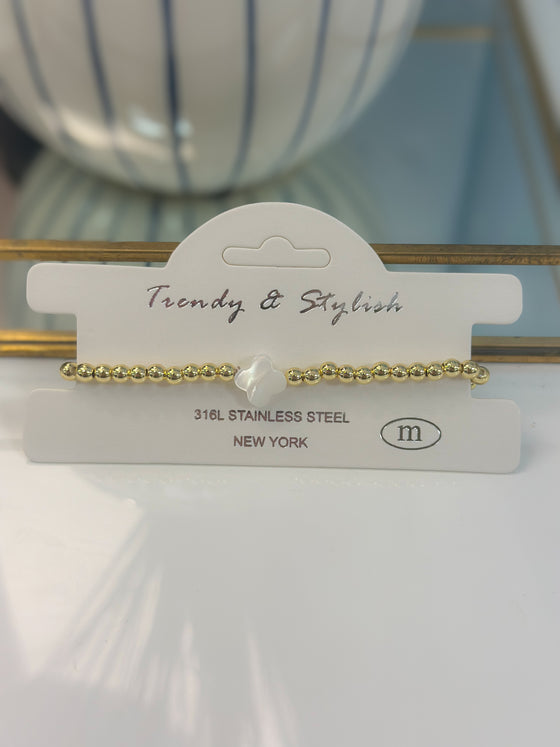 Trendy & Stylish
316L STAINLESS STEEL
NEW YORK
m